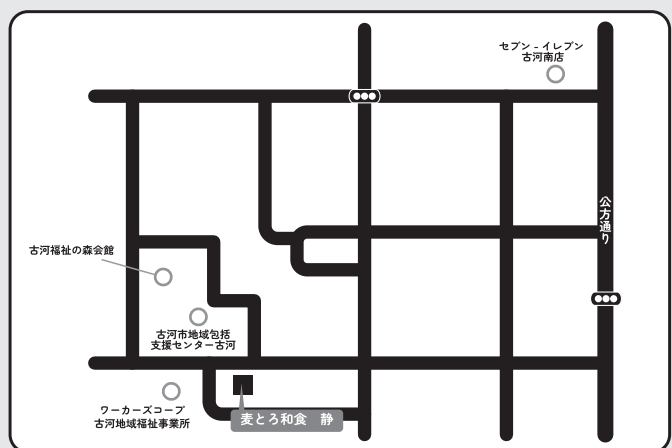 セブン-イレブン
古河南店
公方通り
古河福祉の森会館
古河市地域包括
支援センター古河
ワーカーズコープ
古河地域福祉事業所
麦とろ和食　静